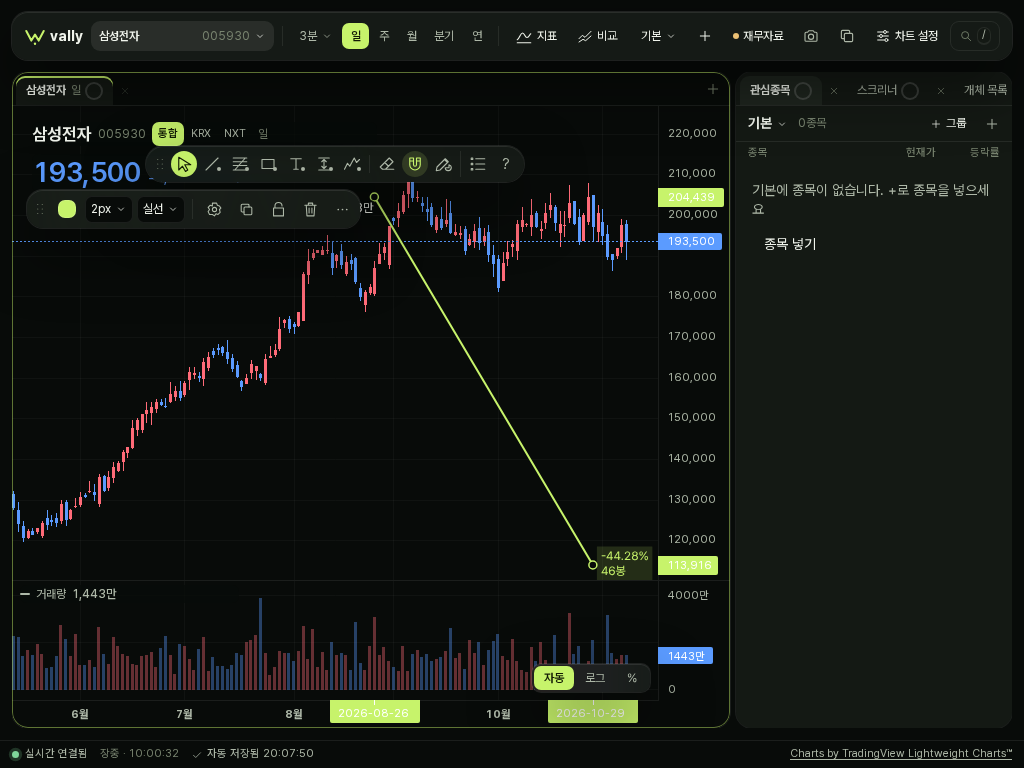 vally 삼성전자 005930 3분 일 주 월 분기 연 지표 비교 기본 재무자료 차트 설정 /
삼성전자 일
관심종목 스크리너 개체 목록
삼성전자 005930 통합 KRX NXT 일
기본 0종목 그룹
종목 현재가 등락률
193,500
?
2px 실선
기본에 종목이 없습니다. +로 종목을 넣으세
요
종목 넣기
220,000
210,000
204,439
200,000
193,500
180,000
170,000
160,000
150,000
140,000
130,000
120,000
-44.28%
46봉
113,916
거래량 1,443만
4000만
1443만
0
자동 로그 %
6월 7월 8월 2026-08-26 10월 2026-10-29
실시간 연결됨 장중 · 10:00:32 자동 저장됨 20:07:50
Charts by TradingView Lightweight Charts™